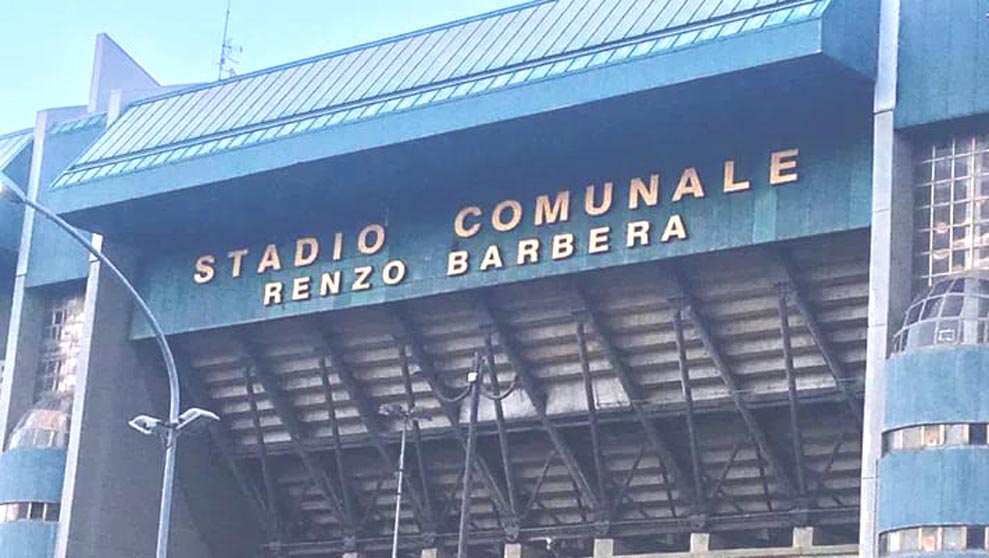 STADIO COMUNALE
RENZO BARBERA